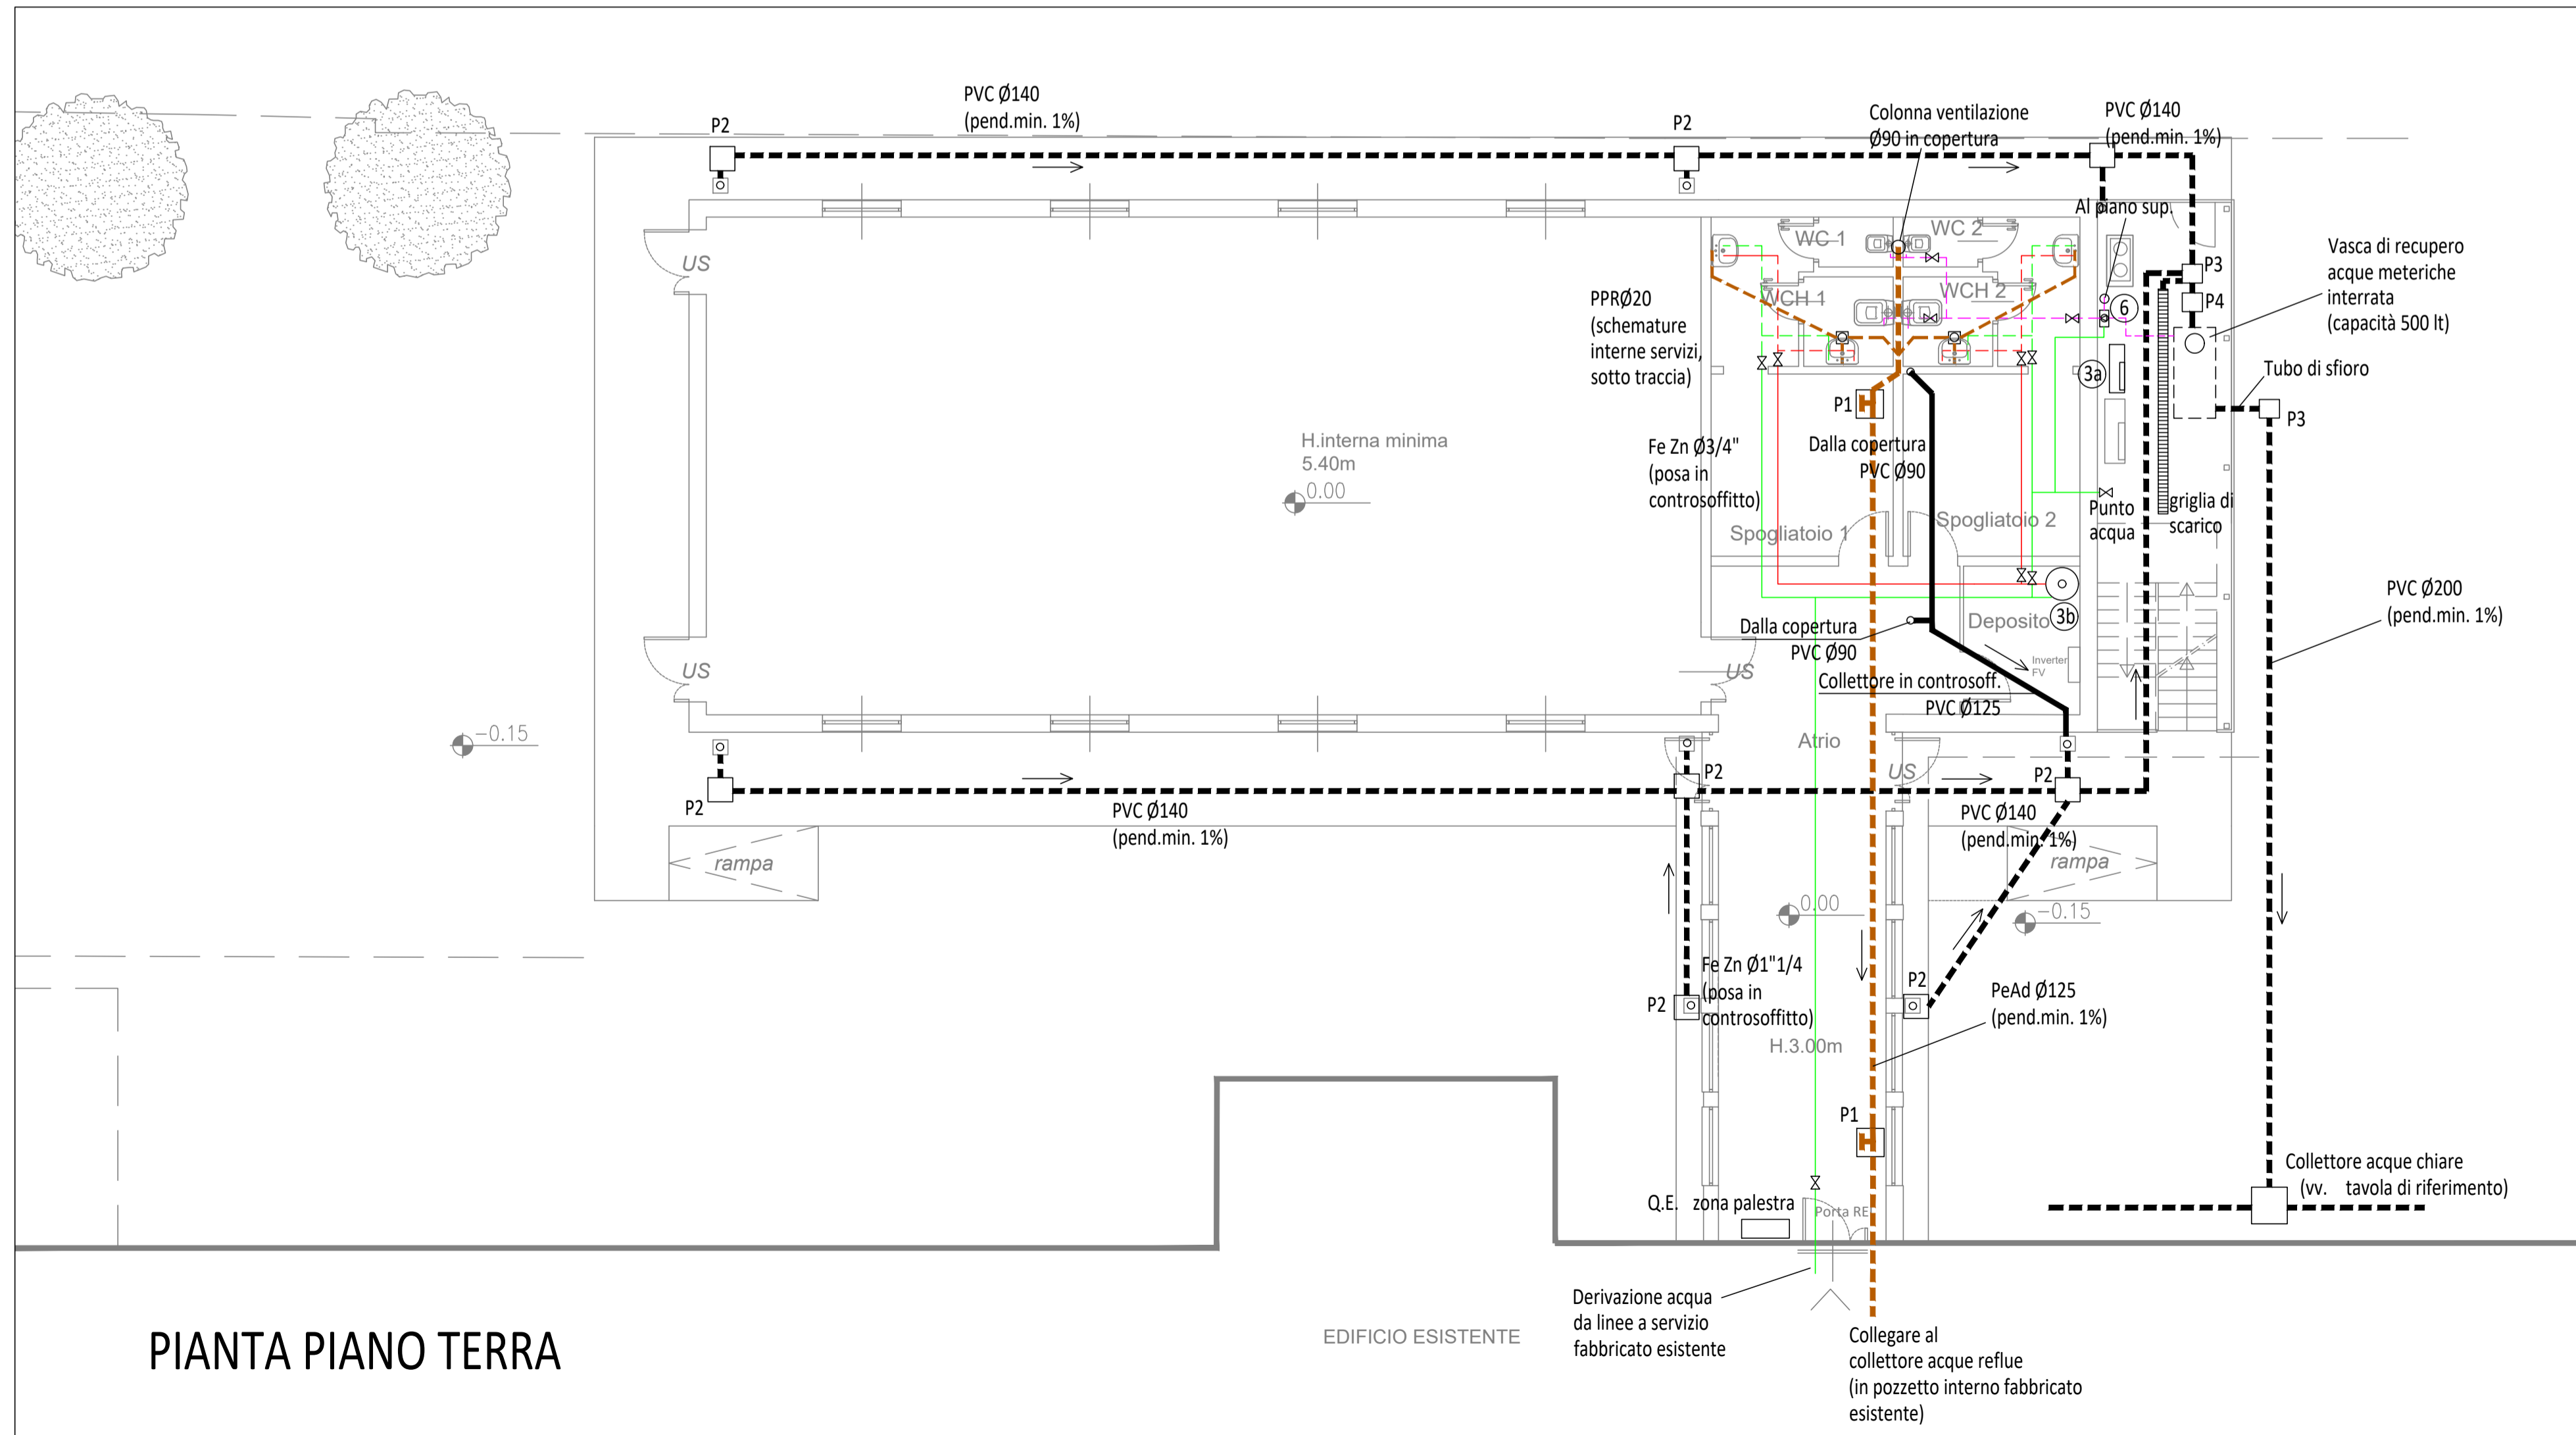 PVC Ø140
(pend.min. 1%)
P2
P2
Colonna ventilazione
Ø90 in copertura
PVC Ø140
(pend.min. 1%)
Al piano sup.
US
WC 1
WC 2
WCH 1
WCH 2
P3
P4
6
Vasca di recupero
acque meteriche
interrata
(capacità 500 lt)
PPRØ20
(schemature
interne servizi,
sotto traccia)
3a
Tubo di sfioro
P3
P1
H.interna minima
5.40m
0.00
Fe Zn Ø3/4"
(posa in
controsoffitto)
Dalla copertura
PVC Ø90
Spogliatoio 1
Spogliatoio 2
Punto
acqua
griglia di
scarico
PVC Ø200
(pend.min. 1%)
Dalla copertura
PVC Ø90
Deposito
3b
Inverter
FV
US
US
Collettore in controsoff.
PVC Ø125
-0.15
Atrio
US
P2
P2
P2
PVC Ø140
(pend.min. 1%)
PVC Ø140
(pend.min. 1%)
rampa
rampa
0.00
-0.15
Fe Zn Ø1"1/4
(posa in
controsoffitto)
P2
P2
PeAd Ø125
(pend.min. 1%)
H.3.00m
P1
Q.E. zona palestra
Porta RE
Collettore acque chiare
(vv. tavola di riferimento)
Derivazione acqua
da linee a servizio
fabbricato esistente
Collegare al
collettore acque reflue
(in pozzetto interno fabbricato
esistente)
EDIFICIO ESISTENTE
PIANTA PIANO TERRA